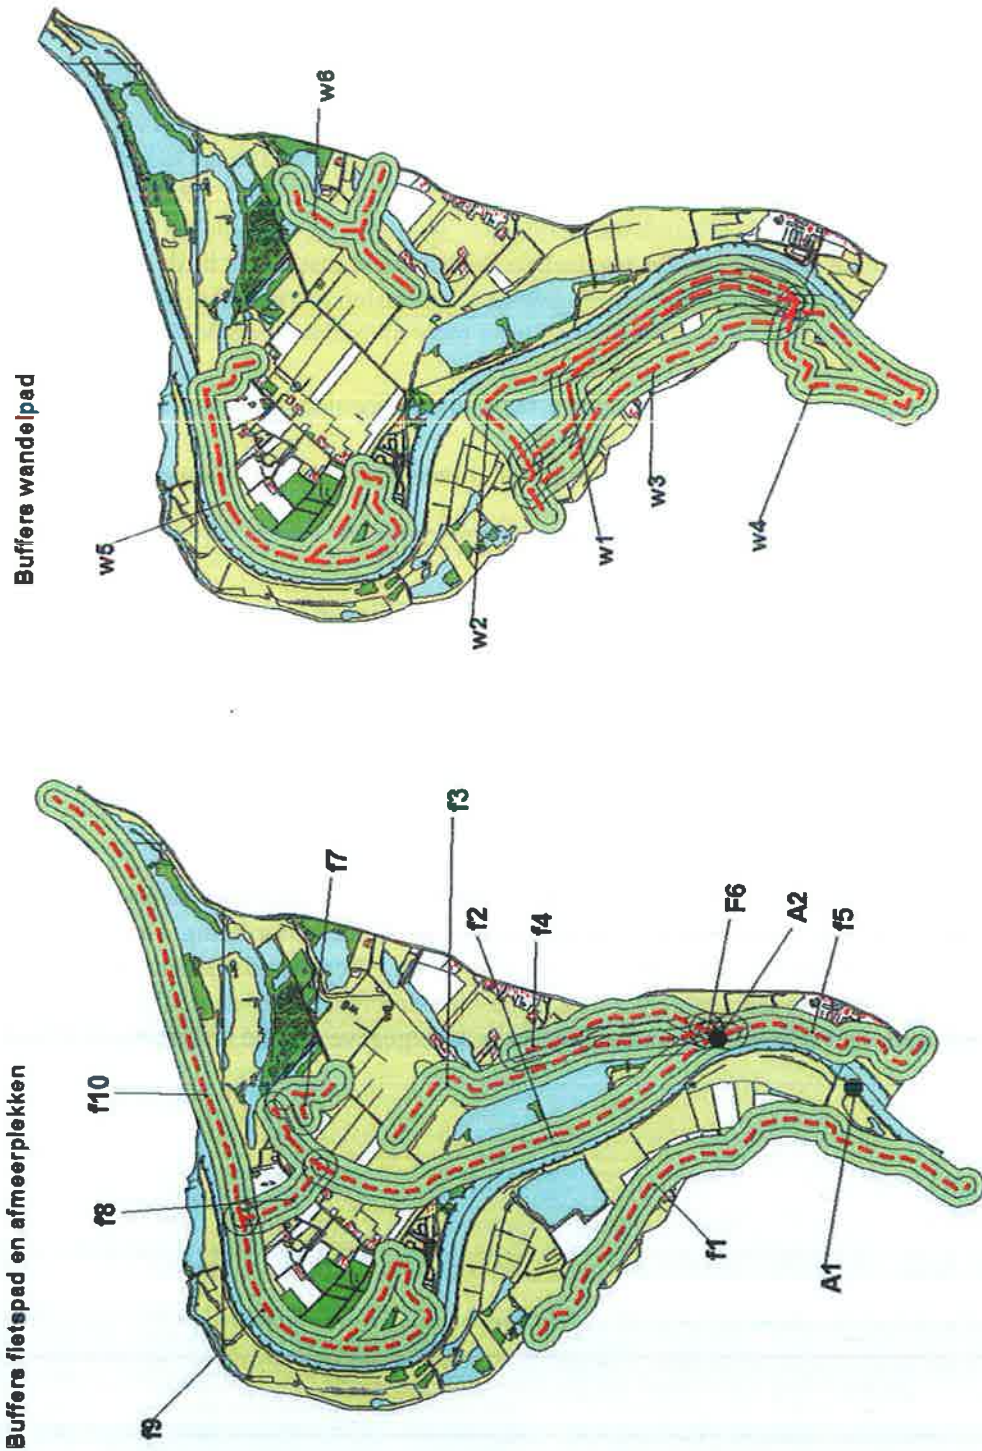 Buffers fietspad en afmeerplekken
f9
f8
f10
f7
f3
f2
f4
F6
A2
f5
f1
A1
Buffers wandelpad
w5
w6
w2
w1
w3
w4